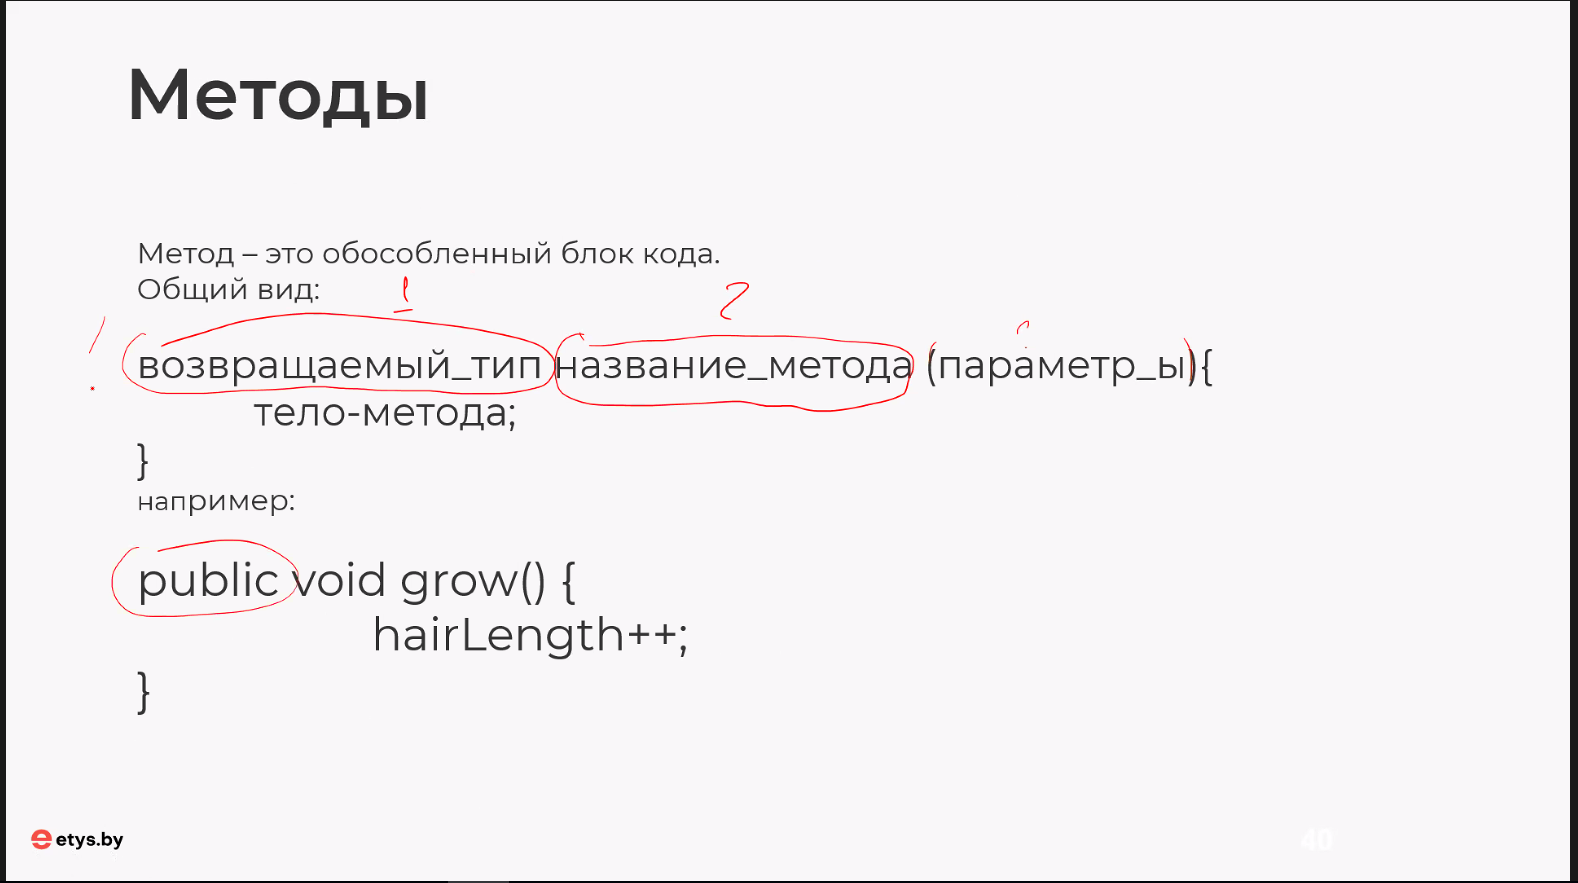 Методы
Метод – это обособленный блок кода.
Общий вид:
1
2
возвращаемый_тип название_метода (параметр_ы){
тело-метода;
}
например:
public void grow() {
hairLength++;
}
etys.by
40